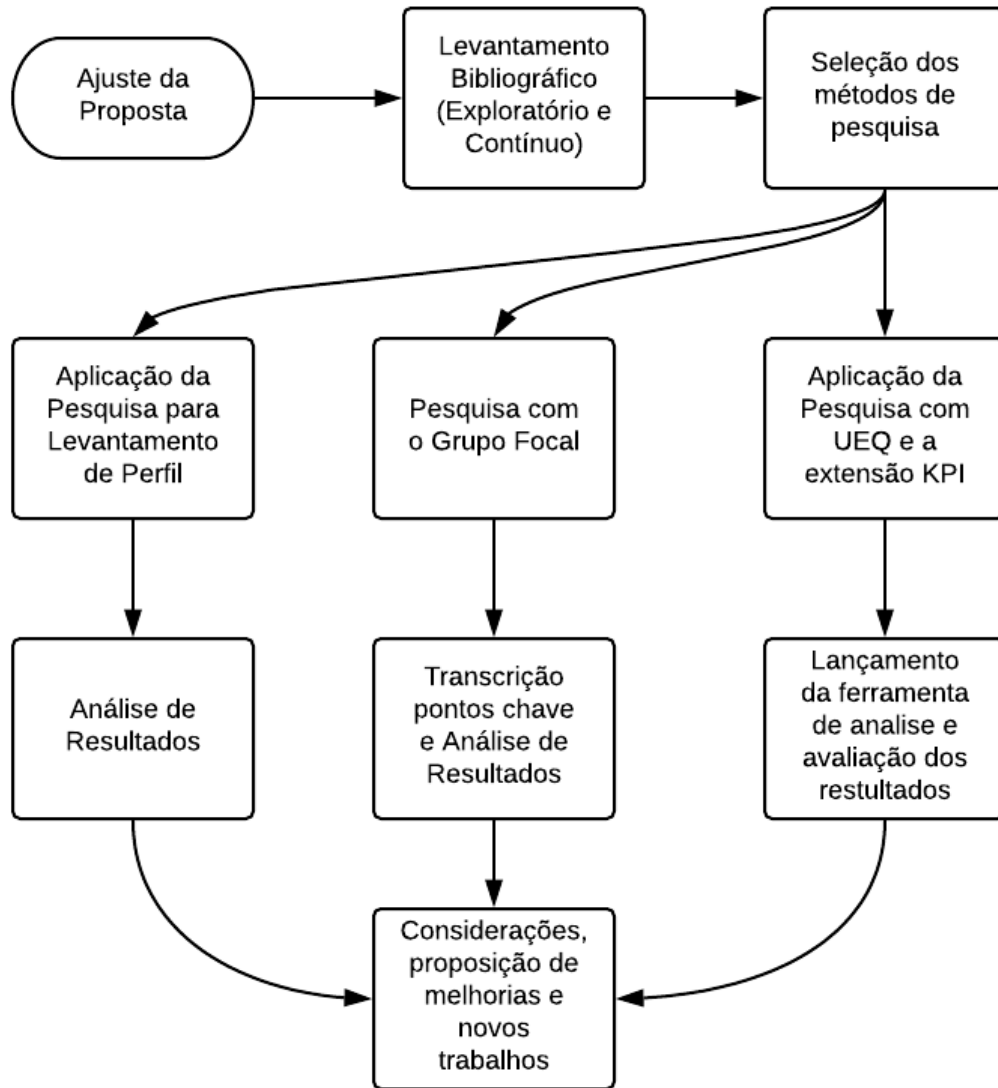 Ajuste da
Proposta
Levantamento
Bibliográfico
(Exploratório e
Contínuo)
Seleção dos
métodos de
pesquisa
Aplicação da
Pesquisa para
Levantamento
de Perfil
Pesquisa com
o Grupo Focal
Aplicação da
Pesquisa com
UEQ e a
extensão KPI
Análise de
Resultados
Transcrição
pontos chave
e Análise de
Resultados
Lançamento
da ferramenta
de analise e
avaliação dos
restultados
Considerações,
proposição de
melhorias e
novos
trabalhos